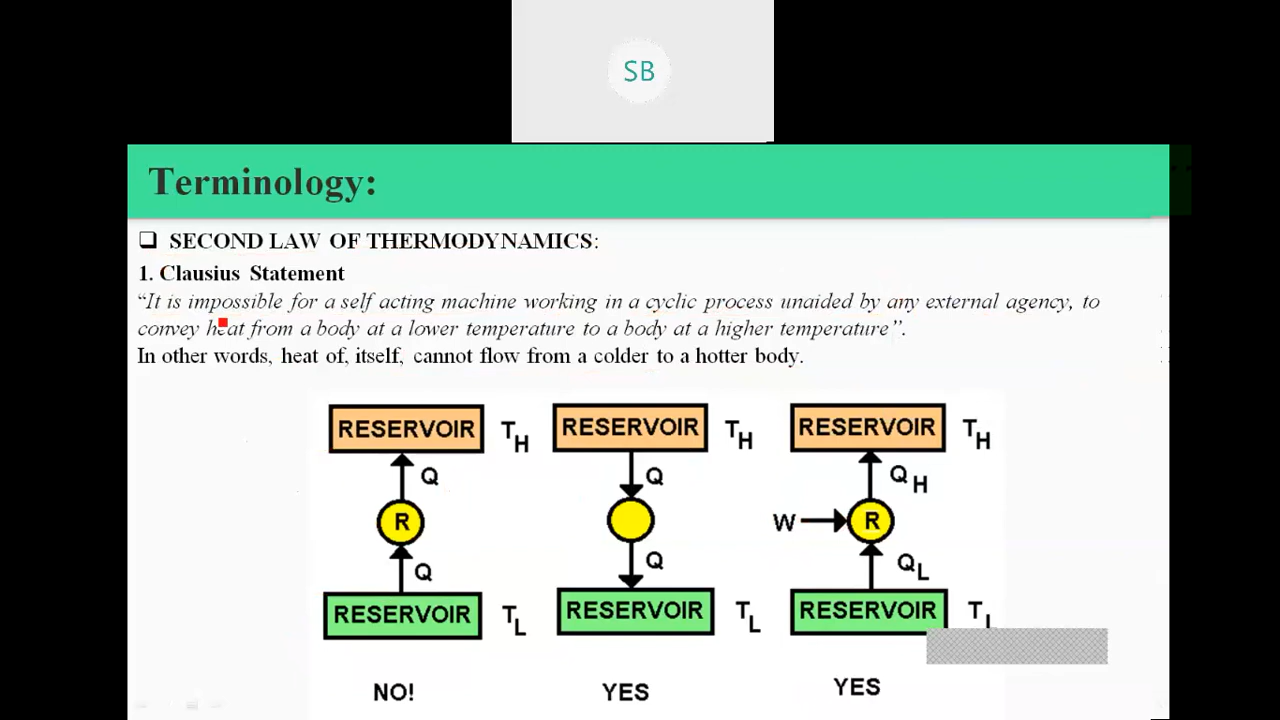 SB
Terminology:
❑ SECOND LAW OF THERMODYNAMICS:
1. Clausius Statement
“It is impossible for a self acting machine working in a cyclic process unaided by any external agency, to
convey heat from a body at a lower temperature to a body at a higher temperature”.
In other words, heat of, itself, cannot flow from a colder to a hotter body.
RESERVOIR TH RESERVOIR TH RESERVOIR TH
Q Q QH
R W R
Q Q QL
RESERVOIR TL RESERVOIR TL RESERVOIR TL
NO! YES YES